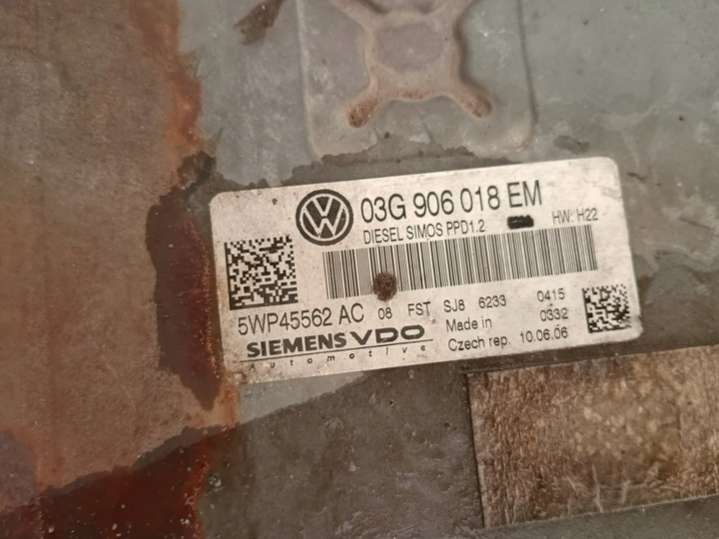 VW 03G 906 018 EM
DIESEL SIMOS PPD1.2 HW: H22
5WP45562 AC 08 FST SJ8 6233 0415
SIEMENS VDO Made in 0332
Automotive Czech rep. 10.06.06